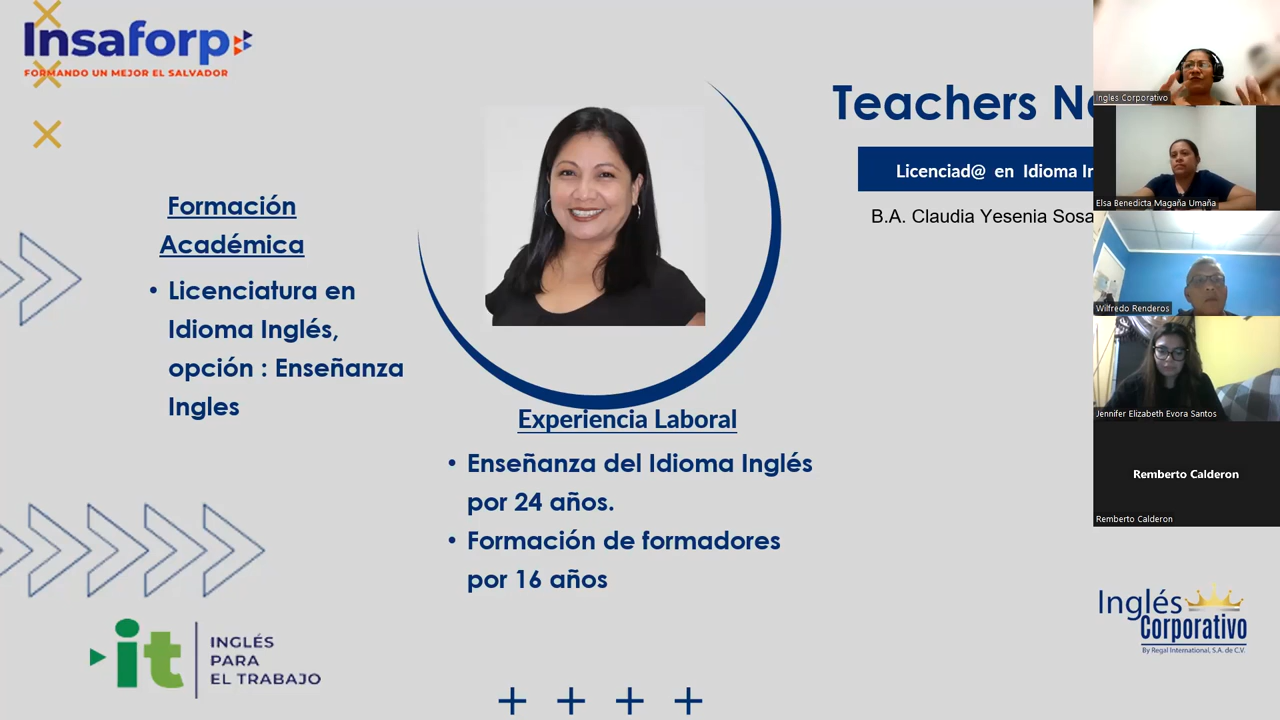 Insaforp
FORMANDO UN MEJOR EL SALVADOR
Teachers
Licenciad@ en Idioma
B.A. Claudia Yesenia Sosa
Formación
Académica
• Licenciatura en
Idioma Inglés,
opción : Enseñanza
Ingles
Experiencia Laboral
• Enseñanza del Idioma Inglés
por 24 años.
• Formación de formadores
por 16 años
it
INGLÉS
PARA
EL TRABAJO
Ingles Corporativo
Elsa Benedicta Magaña Umaña
Wilfredo Renderos
Jennifer Elizabeth Evora Santos
Remberto Calderon
Remberto Calderon
Inglés
Corporativo
By Regal International, S.A. de C.V.